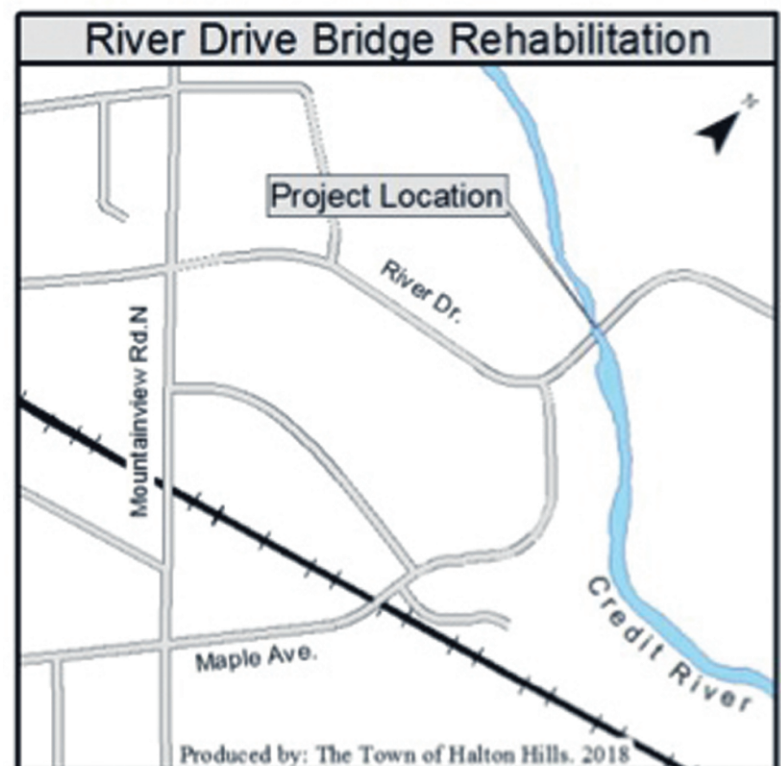 River Drive Bridge Rehabilitation
N
Project Location
River Dr.
Mountainview Rd.N
Credit River
Maple Ave.
Produced by: The Town of Halton Hills. 2018